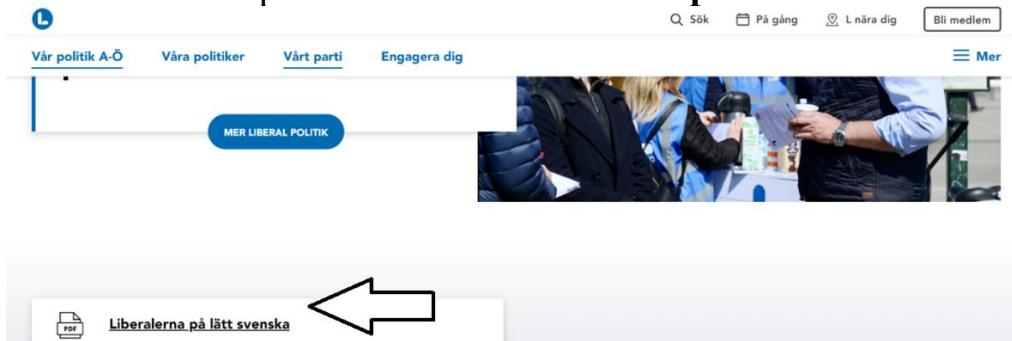 L
Sök På gång L nära dig Bli medlem
Vår politik A-Ö Våra politiker Vårt parti Engagera dig Mer
MER LIBERAL POLITIK
PDF Liberalerna på lätt svenska